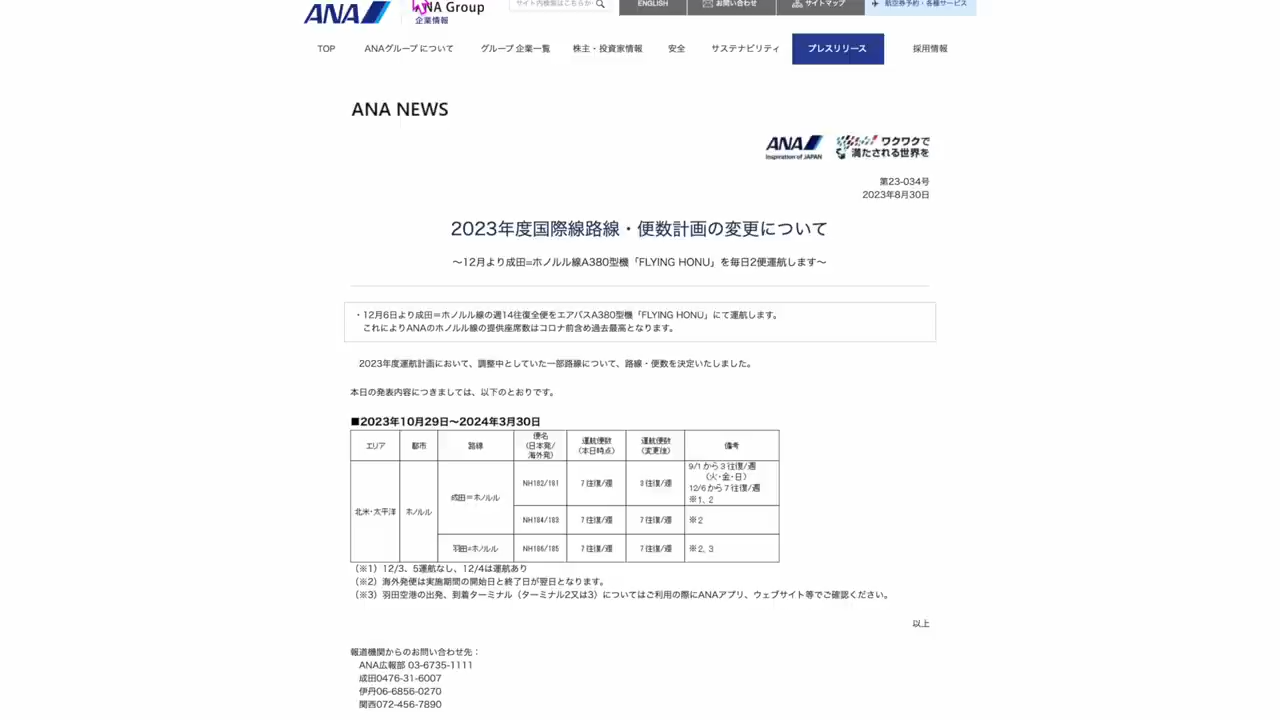 ANA
ANA Group
企業情報
サイト内検索はこちらから
ENGLISH
お問い合わせ
サイトマップ
航空券予約・各種サービス
TOP
ANAグループについて
グループ企業一覧
株主・投資家情報
安全
サステナビリティ
プレスリリース
採用情報
ANA NEWS
ANA
Inspiration of JAPAN
ワクワクで
満たされる世界を
第23-034号
2023年8月30日
2023年度国際線路線・便数計画の変更について
～12月より成田=ホノルル線A380型機「FLYING HONU」を毎日2便運航します～
・12月6日より成田＝ホノルル線の週14往復全便をエアバスA380型機「FLYING HONU」にて運航します。
これによりANAのホノルル線の提供座席数はコロナ前含め過去最高となります。
2023年度運航計画において、調整中としていた一部路線について、路線・便数を決定いたしました。
本日の発表内容につきましては、以下のとおりです。
■2023年10月29日〜2024年3月30日
エリア 都市 路線 便名（日本発/海外発） 運航便数（本日時点） 運航便数（変更後） 備考
北米・太平洋 ホノルル 成田＝ホノルル NH182/181 7往復/週 3往復/週 9/1から3往復/週
（火・金・日）
12/6から7往復/週
※1、2
NH184/183 7往復/週 7往復/週 ※2
羽田=ホノルル NH186/185 7往復/週 7往復/週 ※2, 3
（※1）12/3、5運航なし、12/4は運航あり
（※2）海外発便は実施期間の開始日と終了日が翌日となります。
（※3）羽田空港の出発、到着ターミナル（ターミナル2又は3）についてはご利用の際にANAアプリ、ウェブサイト等でご確認ください。
以上
報道機関からのお問い合わせ先：
ANA広報部 03-6735-1111
成田0476-31-6007
伊丹06-6856-0270
関西072-456-7890